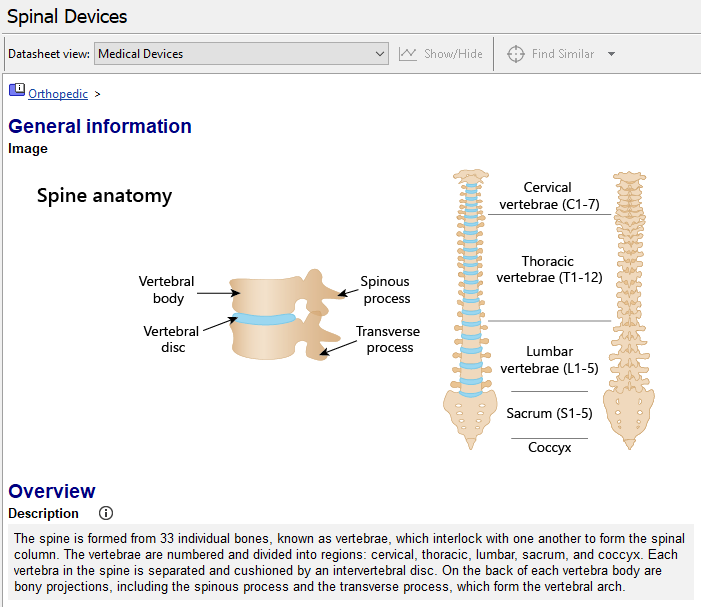 Spinal Devices
Datasheet view: Medical Devices Show/Hide Find Similar
Orthopedic >
General information
Image
Spine anatomy
Vertebral
body
Vertebral
disc
Spinous
process
Transverse
process
Cervical
vertebrae (C1-7)
Thoracic
vertebrae (T1-12)
Lumbar
vertebrae (L1-5)
Sacrum (S1-5)
Coccyx
Overview
Description
The spine is formed from 33 individual bones, known as vertebrae, which interlock with one another to form the spinal
column. The vertebrae are numbered and divided into regions: cervical, thoracic, lumbar, sacrum, and coccyx. Each
vertebra in the spine is separated and cushioned by an intervertebral disc. On the back of each vertebra body are
bony projections, including the spinous process and the transverse process, which form the vertebral arch.